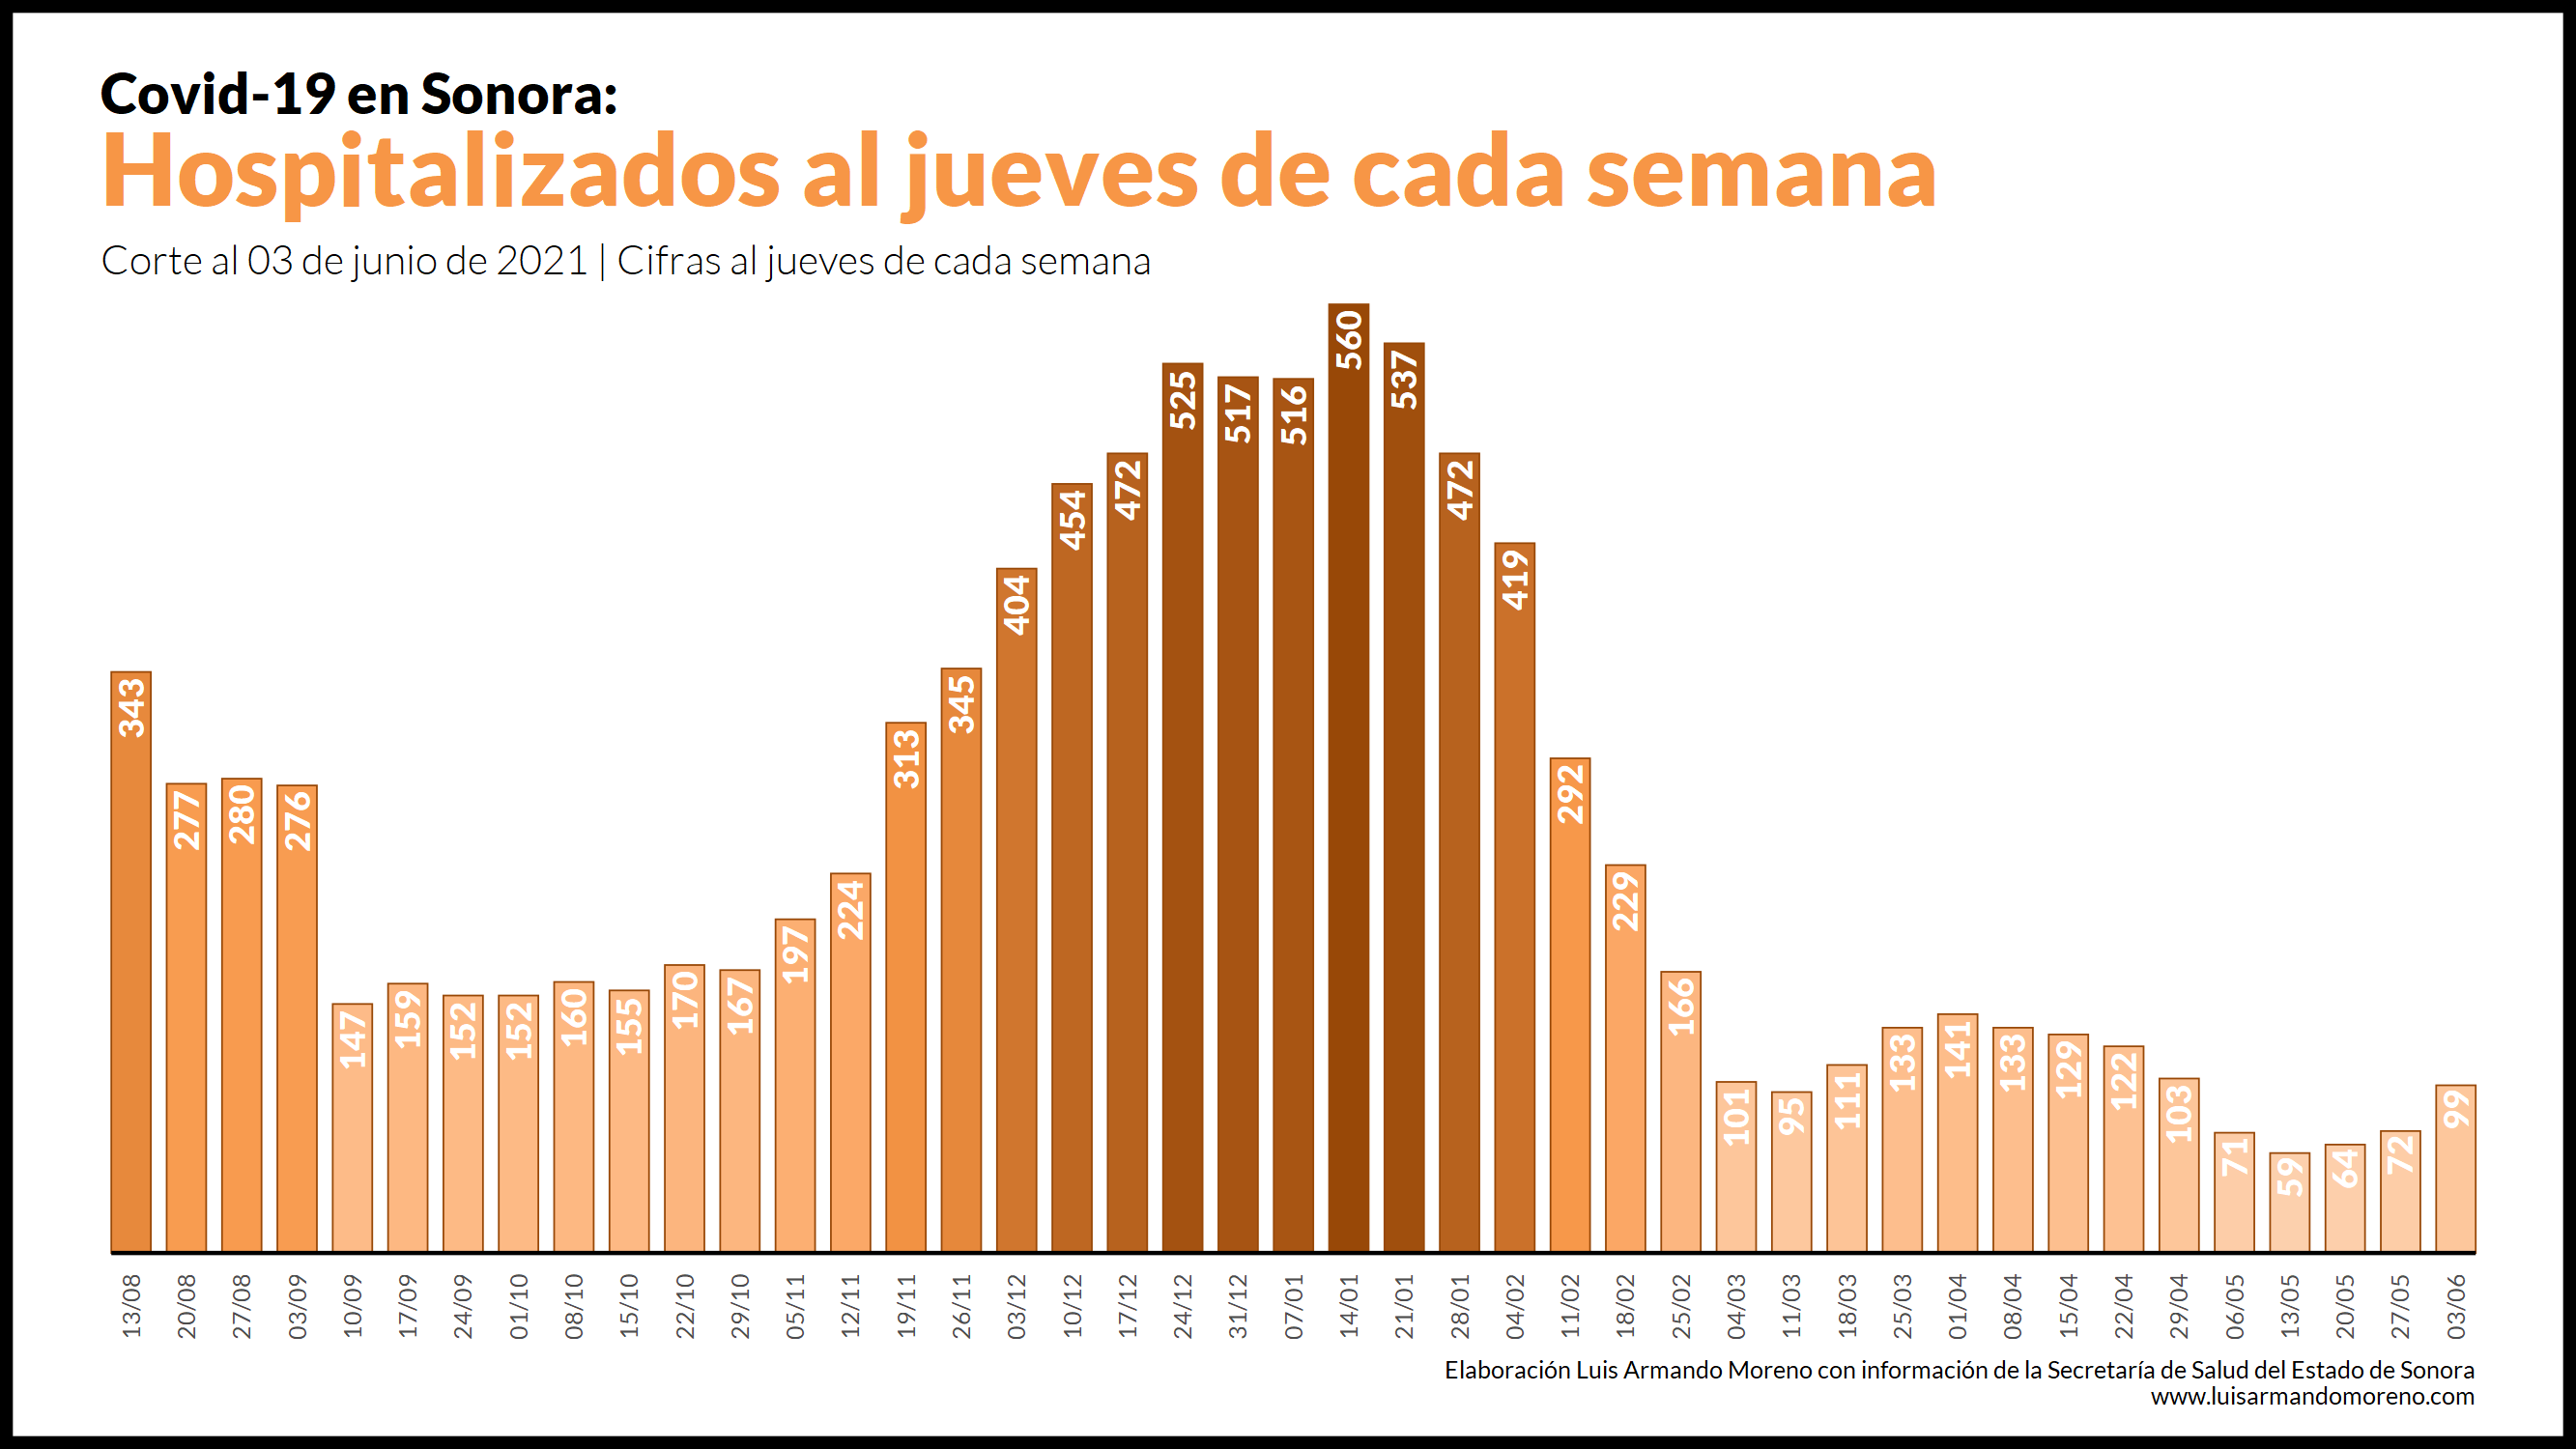 Covid-19 en Sonora:
Hospitalizados al jueves de cada semana
Corte al 03 de junio de 2021 | Cifras al jueves de cada semana
343 277 280 276 147 159 152 152 160 155 170 167 197 224 313 345 404 454 472 525 517 516 560 537 472 419 292 229 166 101 95 111 133 141 133 129 122 103 71 59 64 72 99
13/08 20/08 27/08 03/09 10/09 17/09 24/09 01/10 08/10 15/10 22/10 29/10 05/11 12/11 19/11 26/11 03/12 10/12 17/12 24/12 31/12 07/01 14/01 21/01 28/01 04/02 11/02 18/02 25/02 04/03 11/03 18/03 25/03 01/04 08/04 15/04 22/04 29/04 06/05 13/05 20/05 27/05 03/06
Elaboración Luis Armando Moreno con información de la Secretaría de Salud del Estado de Sonora
www.luisarmandomoreno.com